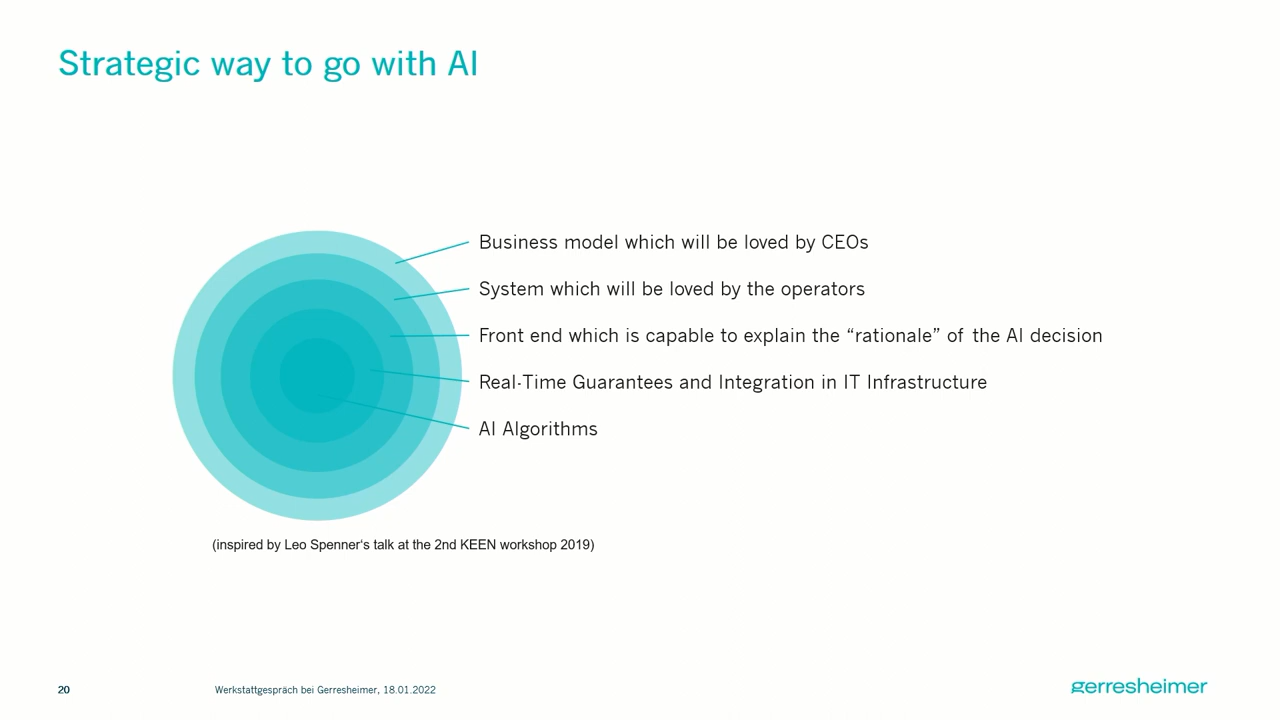 Strategic way to go with AI
Business model which will be loved by CEOs
System which will be loved by the operators
Front end which is capable to explain the “rationale” of the AI decision
Real-Time Guarantees and Integration in IT Infrastructure
AI Algorithms
(inspired by Leo Spenner‘s talk at the 2nd KEEN workshop 2019)
20
Werkstattgespräch bei Gerresheimer, 18.01.2022
gerresheimer